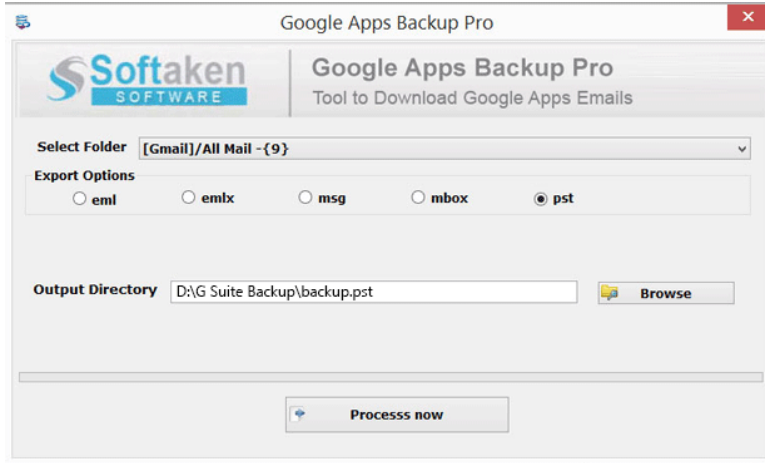 Google Apps Backup Pro
Softaken
SOFTWARE
Google Apps Backup Pro
Tool to Download Google Apps Emails
Select Folder [Gmail]/All Mail -{9}
Export Options
eml emlx msg mbox pst
Output Directory D:\G Suite Backup\backup.pst Browse
Processs now